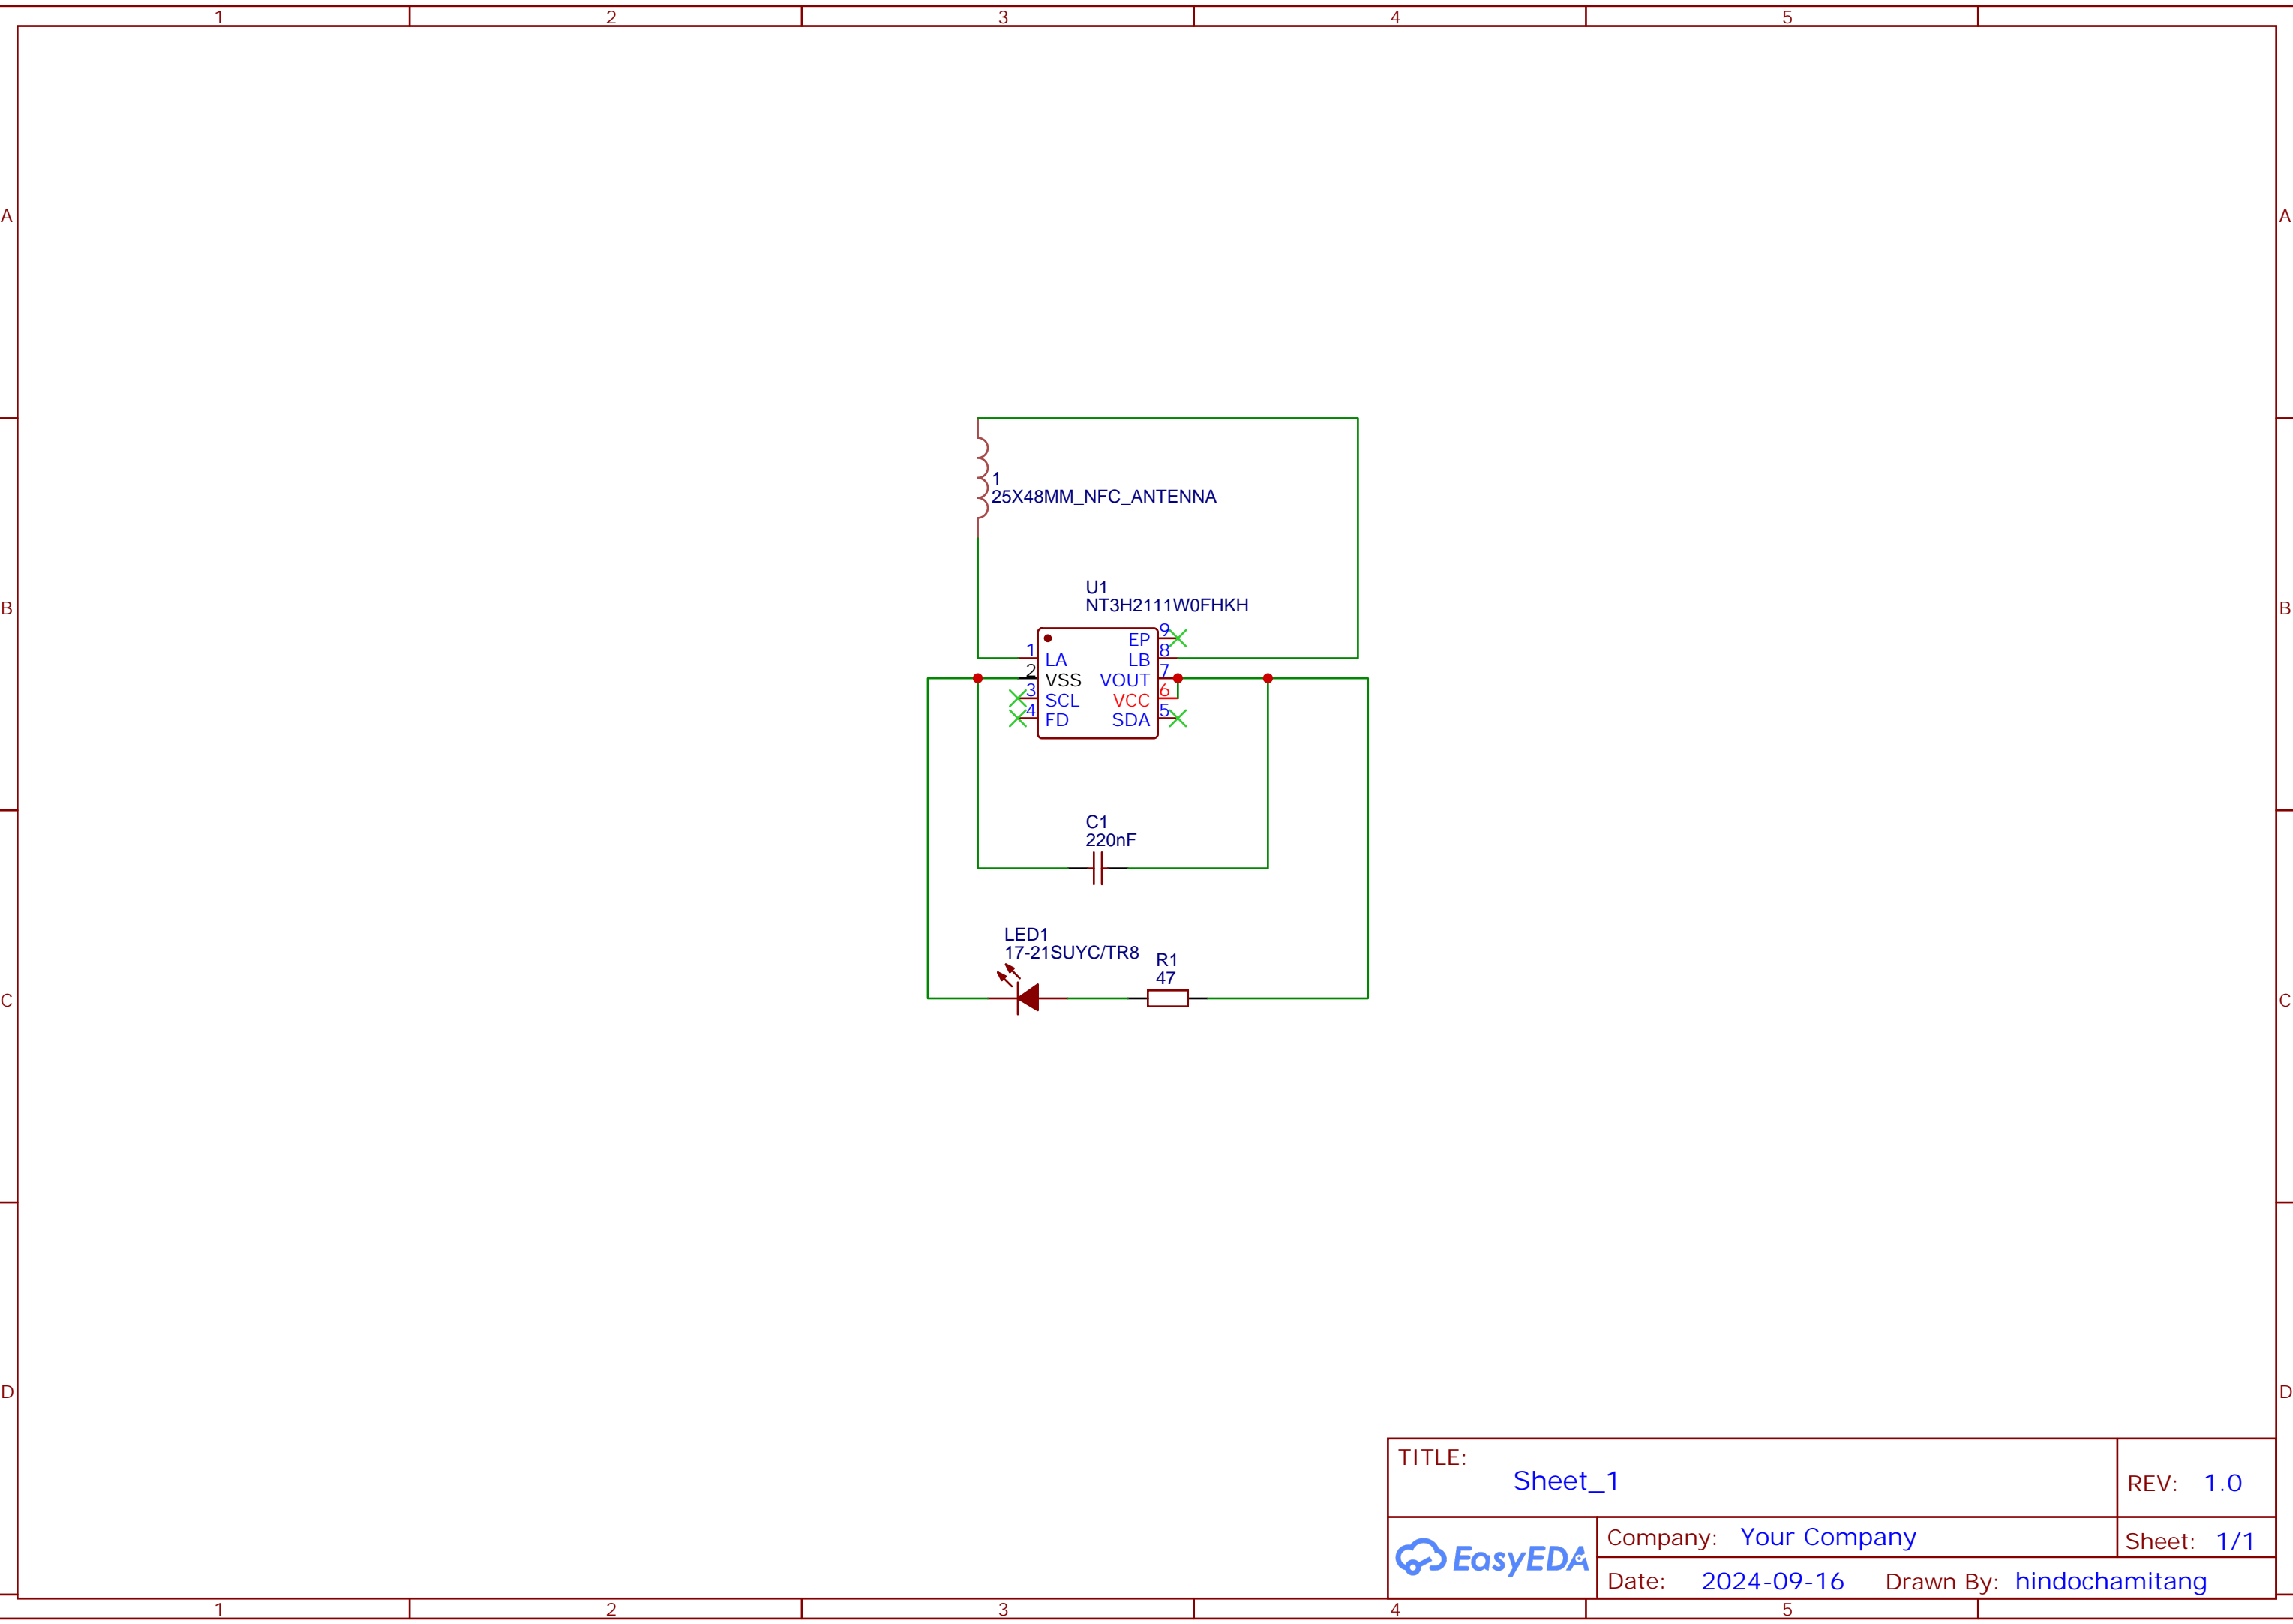 1 2 3 4 5
A A
1
25X48MM_NFC_ANTENNA
B B
U1
NT3H2111W0FHKH
EP 9
1 LA LB 8
2 VSS VOUT 7
3 SCL VCC 6
4 FD SDA 5
C1
220nF
LED1
17-21SUYC/TR8
R1
47
C C
D D
TITLE:
Sheet_1
REV: 1.0
EasyEDA
Company: Your Company
Sheet: 1/1
Date: 2024-09-16 Drawn By: hindochamitang
1 2 3 4 5